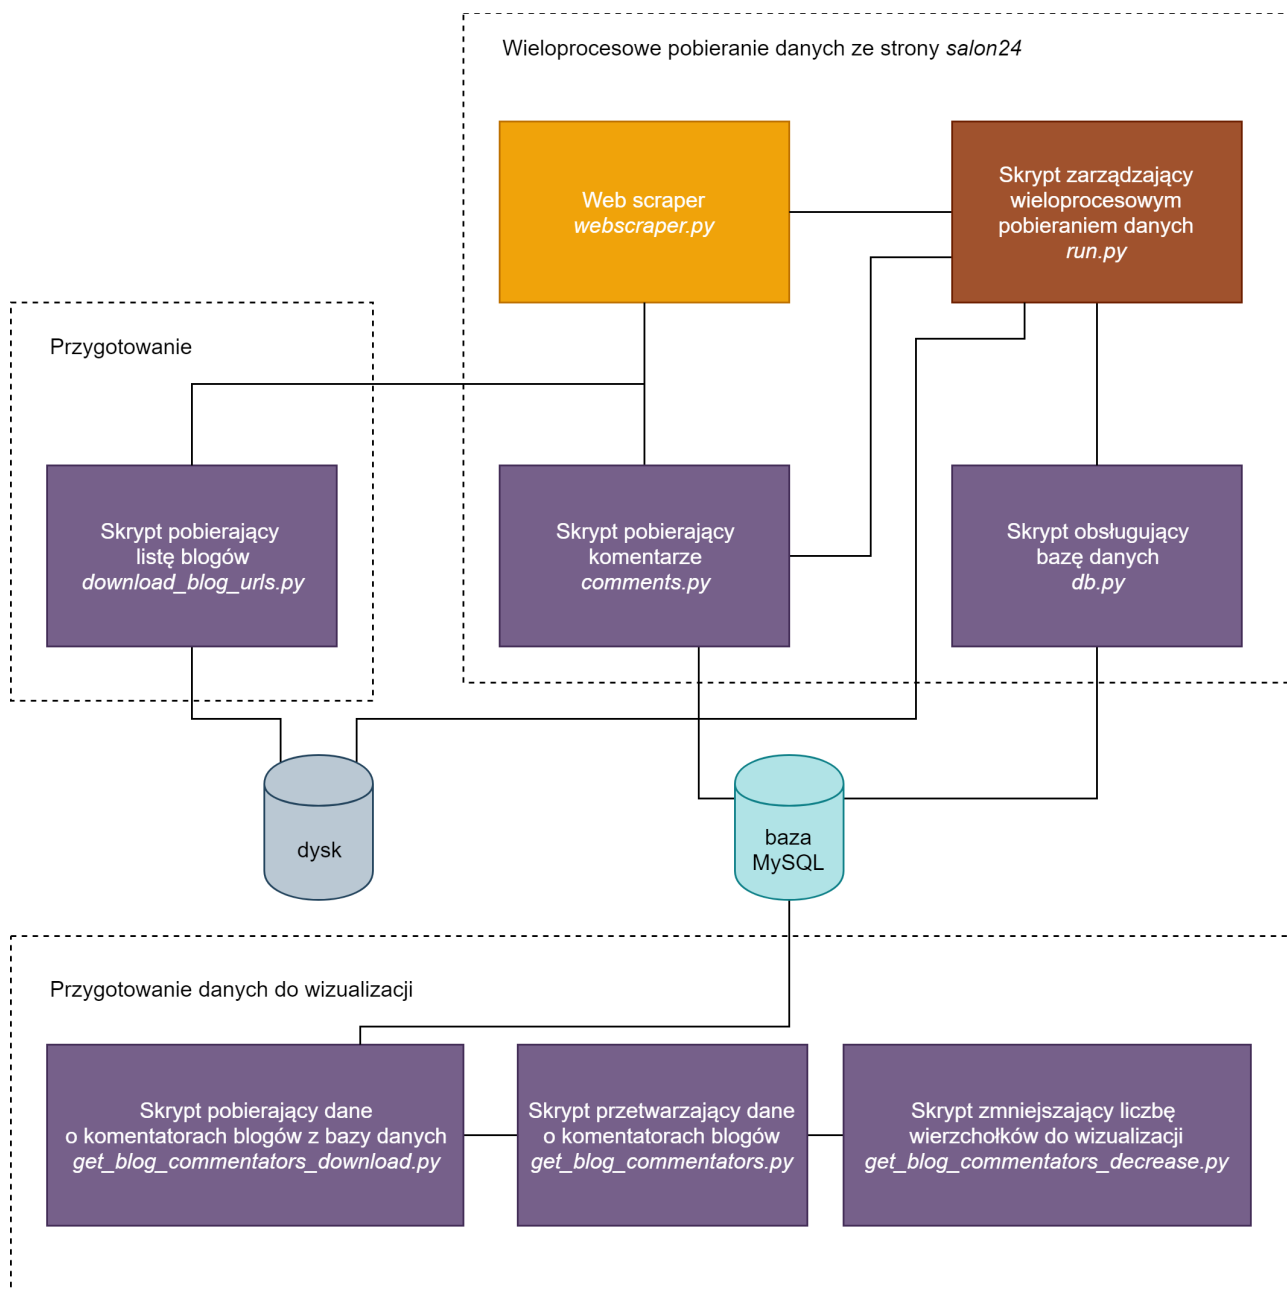 Wieloprocesowe pobieranie danych ze strony salon24
Web scraper
webscraper.py
Skrypt zarządzający
wieloprocesowym
pobieraniem danych
run.py
Przygotowanie
Skrypt pobierający
listę blogów
download_blog_urls.py
Skrypt pobierający
komentarze
comments.py
Skrypt obsługujący
bazę danych
db.py
dysk
baza
MySQL
Przygotowanie danych do wizualizacji
Skrypt pobierający dane
o komentatorach blogów z bazy danych
get_blog_commentators_download.py
Skrypt przetwarzający dane
o komentatorach blogów
get_blog_commentators.py
Skrypt zmniejszający liczbę
wierzchołków do wizualizacji
get_blog_commentators_decrease.py